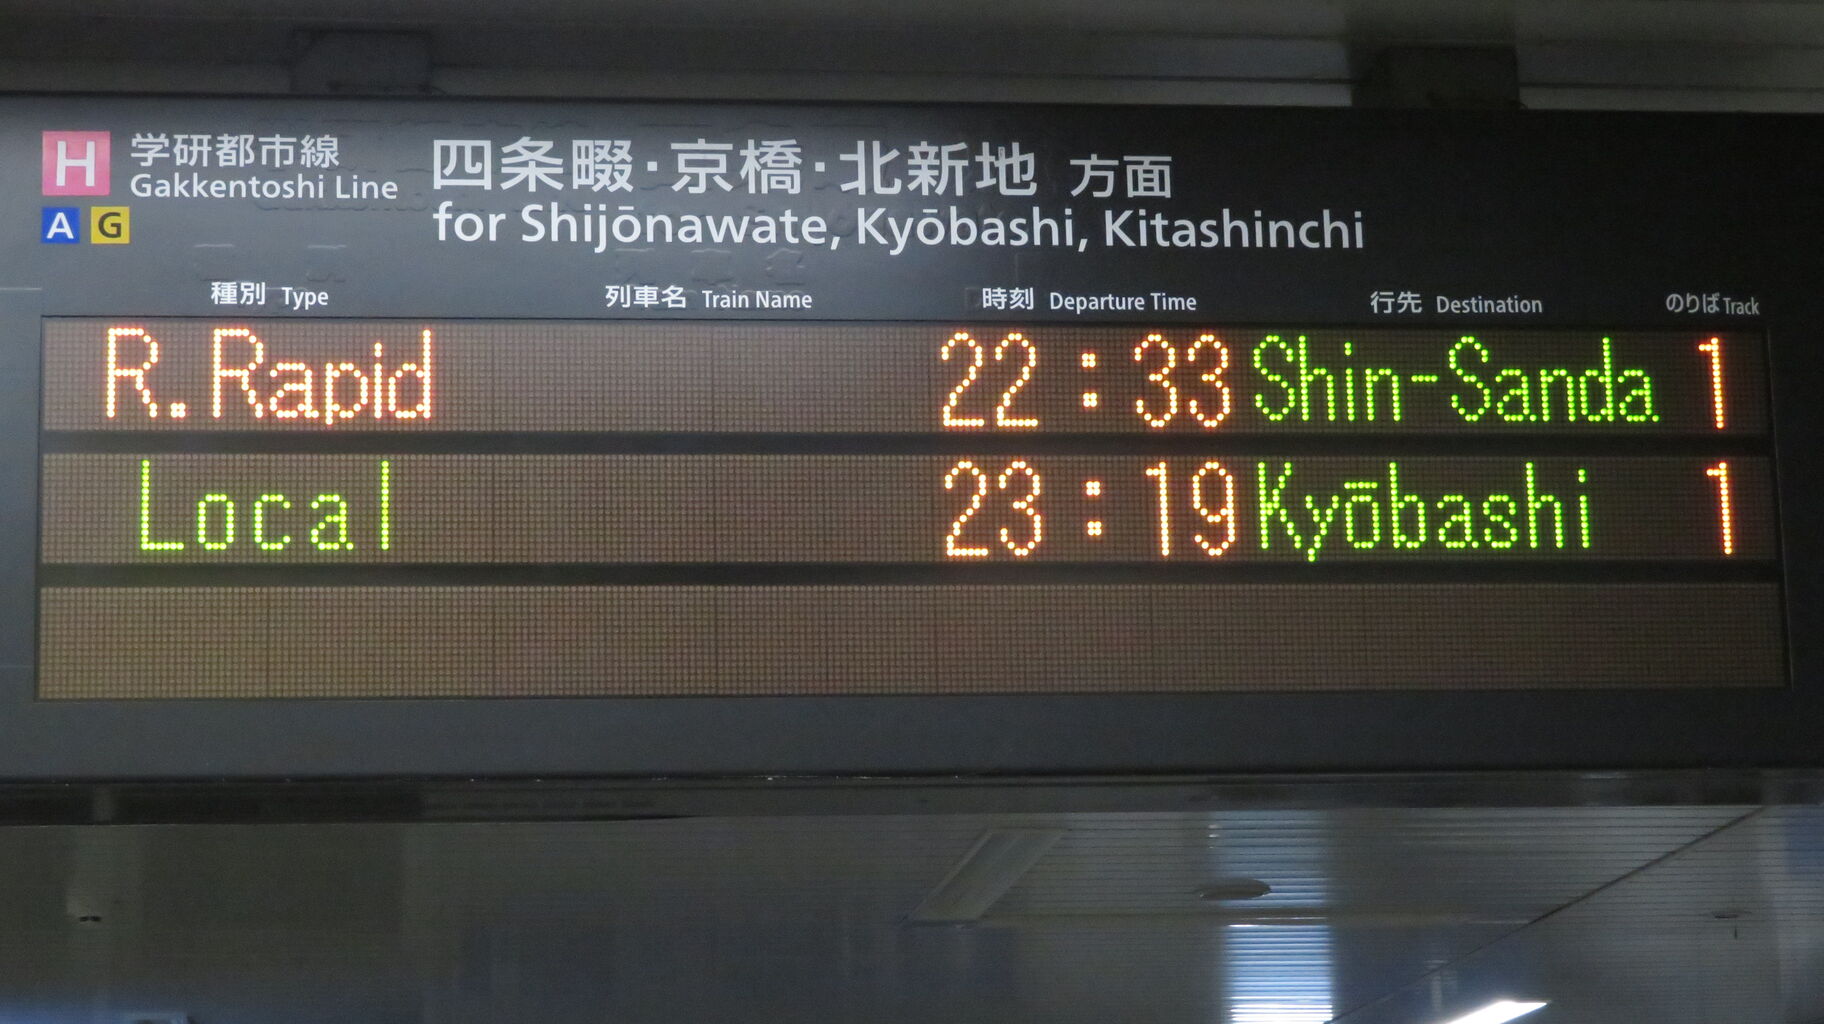 H 学研都市線
Gakkentoshi Line
A G
四条畷・京橋・北新地 方面
for Shijōnawate, Kyōbashi, Kitashinchi
種別 Type 列車名 Train Name 時刻 Departure Time 行先 Destination のりば Track
R.Rapid 22:33 Shin-Sanda 1
Local 23:19 Kyōbashi 1